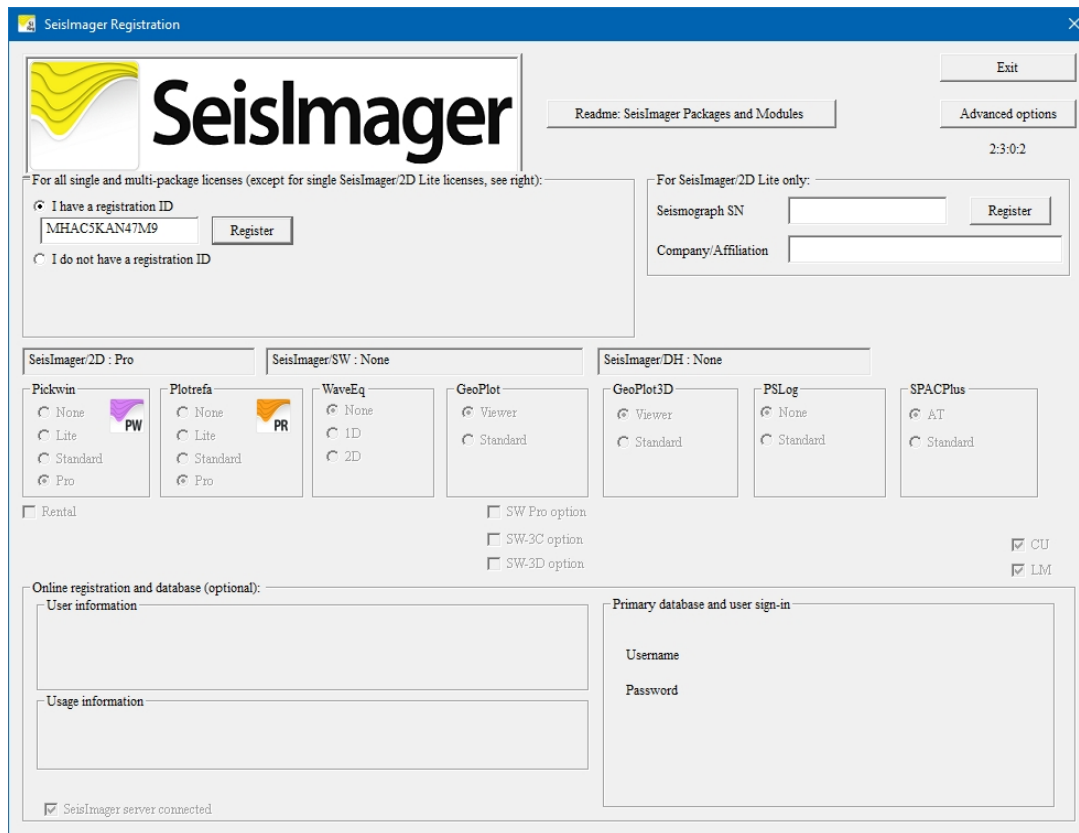 SeisImager Registration
SeisImager
Exit
Readme: SeisImager Packages and Modules
Advanced options
2:3:0:2
For all single and multi-package licenses (except for single SeisImager/2D Lite licenses, see right):
I have a registration ID
MHAC5KAN47M9
Register
I do not have a registration ID
For SeisImager/2D Lite only:
Seismograph SN
Register
Company/Affiliation
SeisImager/2D : Pro
SeisImager/SW : None
SeisImager/DH : None
Pickwin
None
Lite
Standard
Pro
PW
Plotrefa
None
Lite
Standard
Pro
PR
WaveEq
None
1D
2D
GeoPlot
Viewer
Standard
GeoPlot3D
Viewer
Standard
PSLog
None
Standard
SPACPlus
AT
Standard
Rental
SW Pro option
SW-3C option
SW-3D option
CU
LM
Online registration and database (optional):
User information
Usage information
SeisImager server connected
Primary database and user sign-in
Username
Password